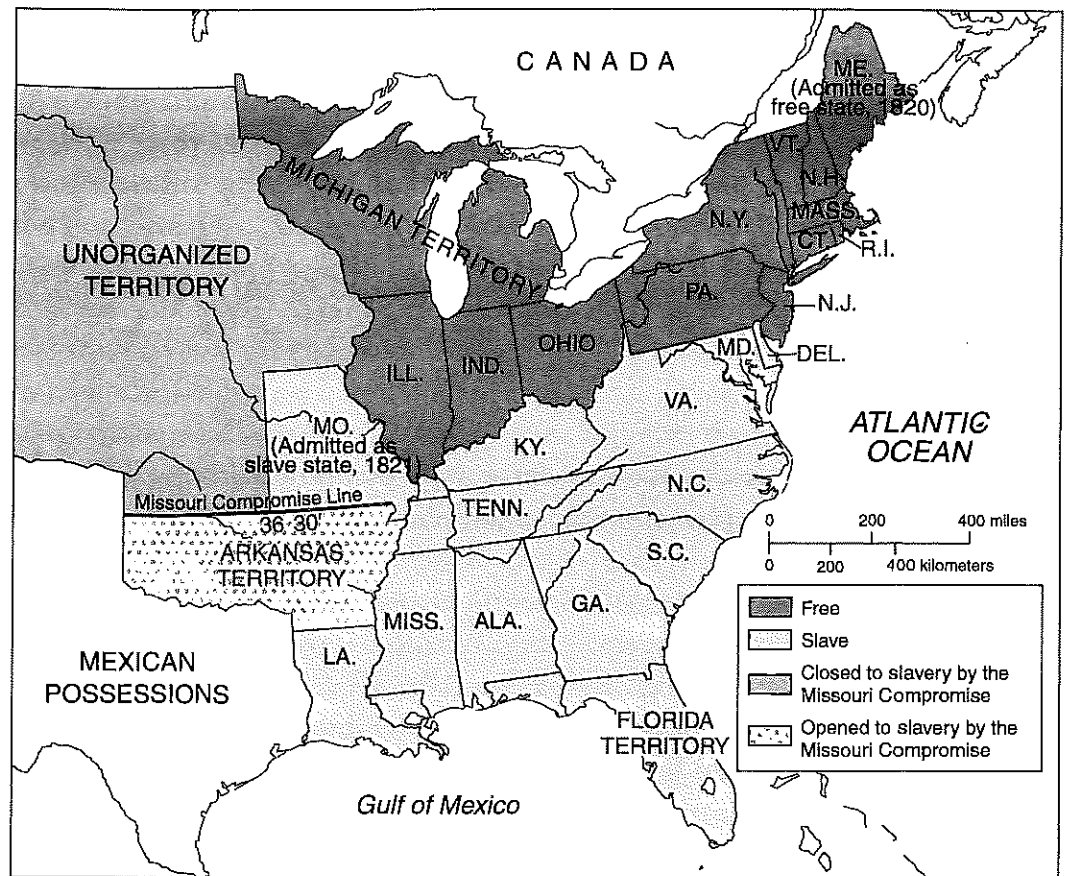 CANADA
ME.
(Admitted as
free state, 1820)
VT.
N.H.
MICHIGAN TERRITORY
N.Y.
MASS.
CT.
R.I.
UNORGANIZED
TERRITORY
PA.
N.J.
OHIO
MD.
DEL.
ILL.
IND.
VA.
MO.
(Admitted as
slave state, 1821)
KY.
ATLANTIC
OCEAN
N.C.
Missouri Compromise Line
36 30'
TENN.
0 200 400 miles
0 200 400 kilometers
ARKANSAS
TERRITORY
S.C.
MISS.
ALA.
GA.
Free
Slave
Closed to slavery by the
Missouri Compromise
Opened to slavery by the
Missouri Compromise
LA.
MEXICAN
POSSESSIONS
FLORIDA
TERRITORY
Gulf of Mexico